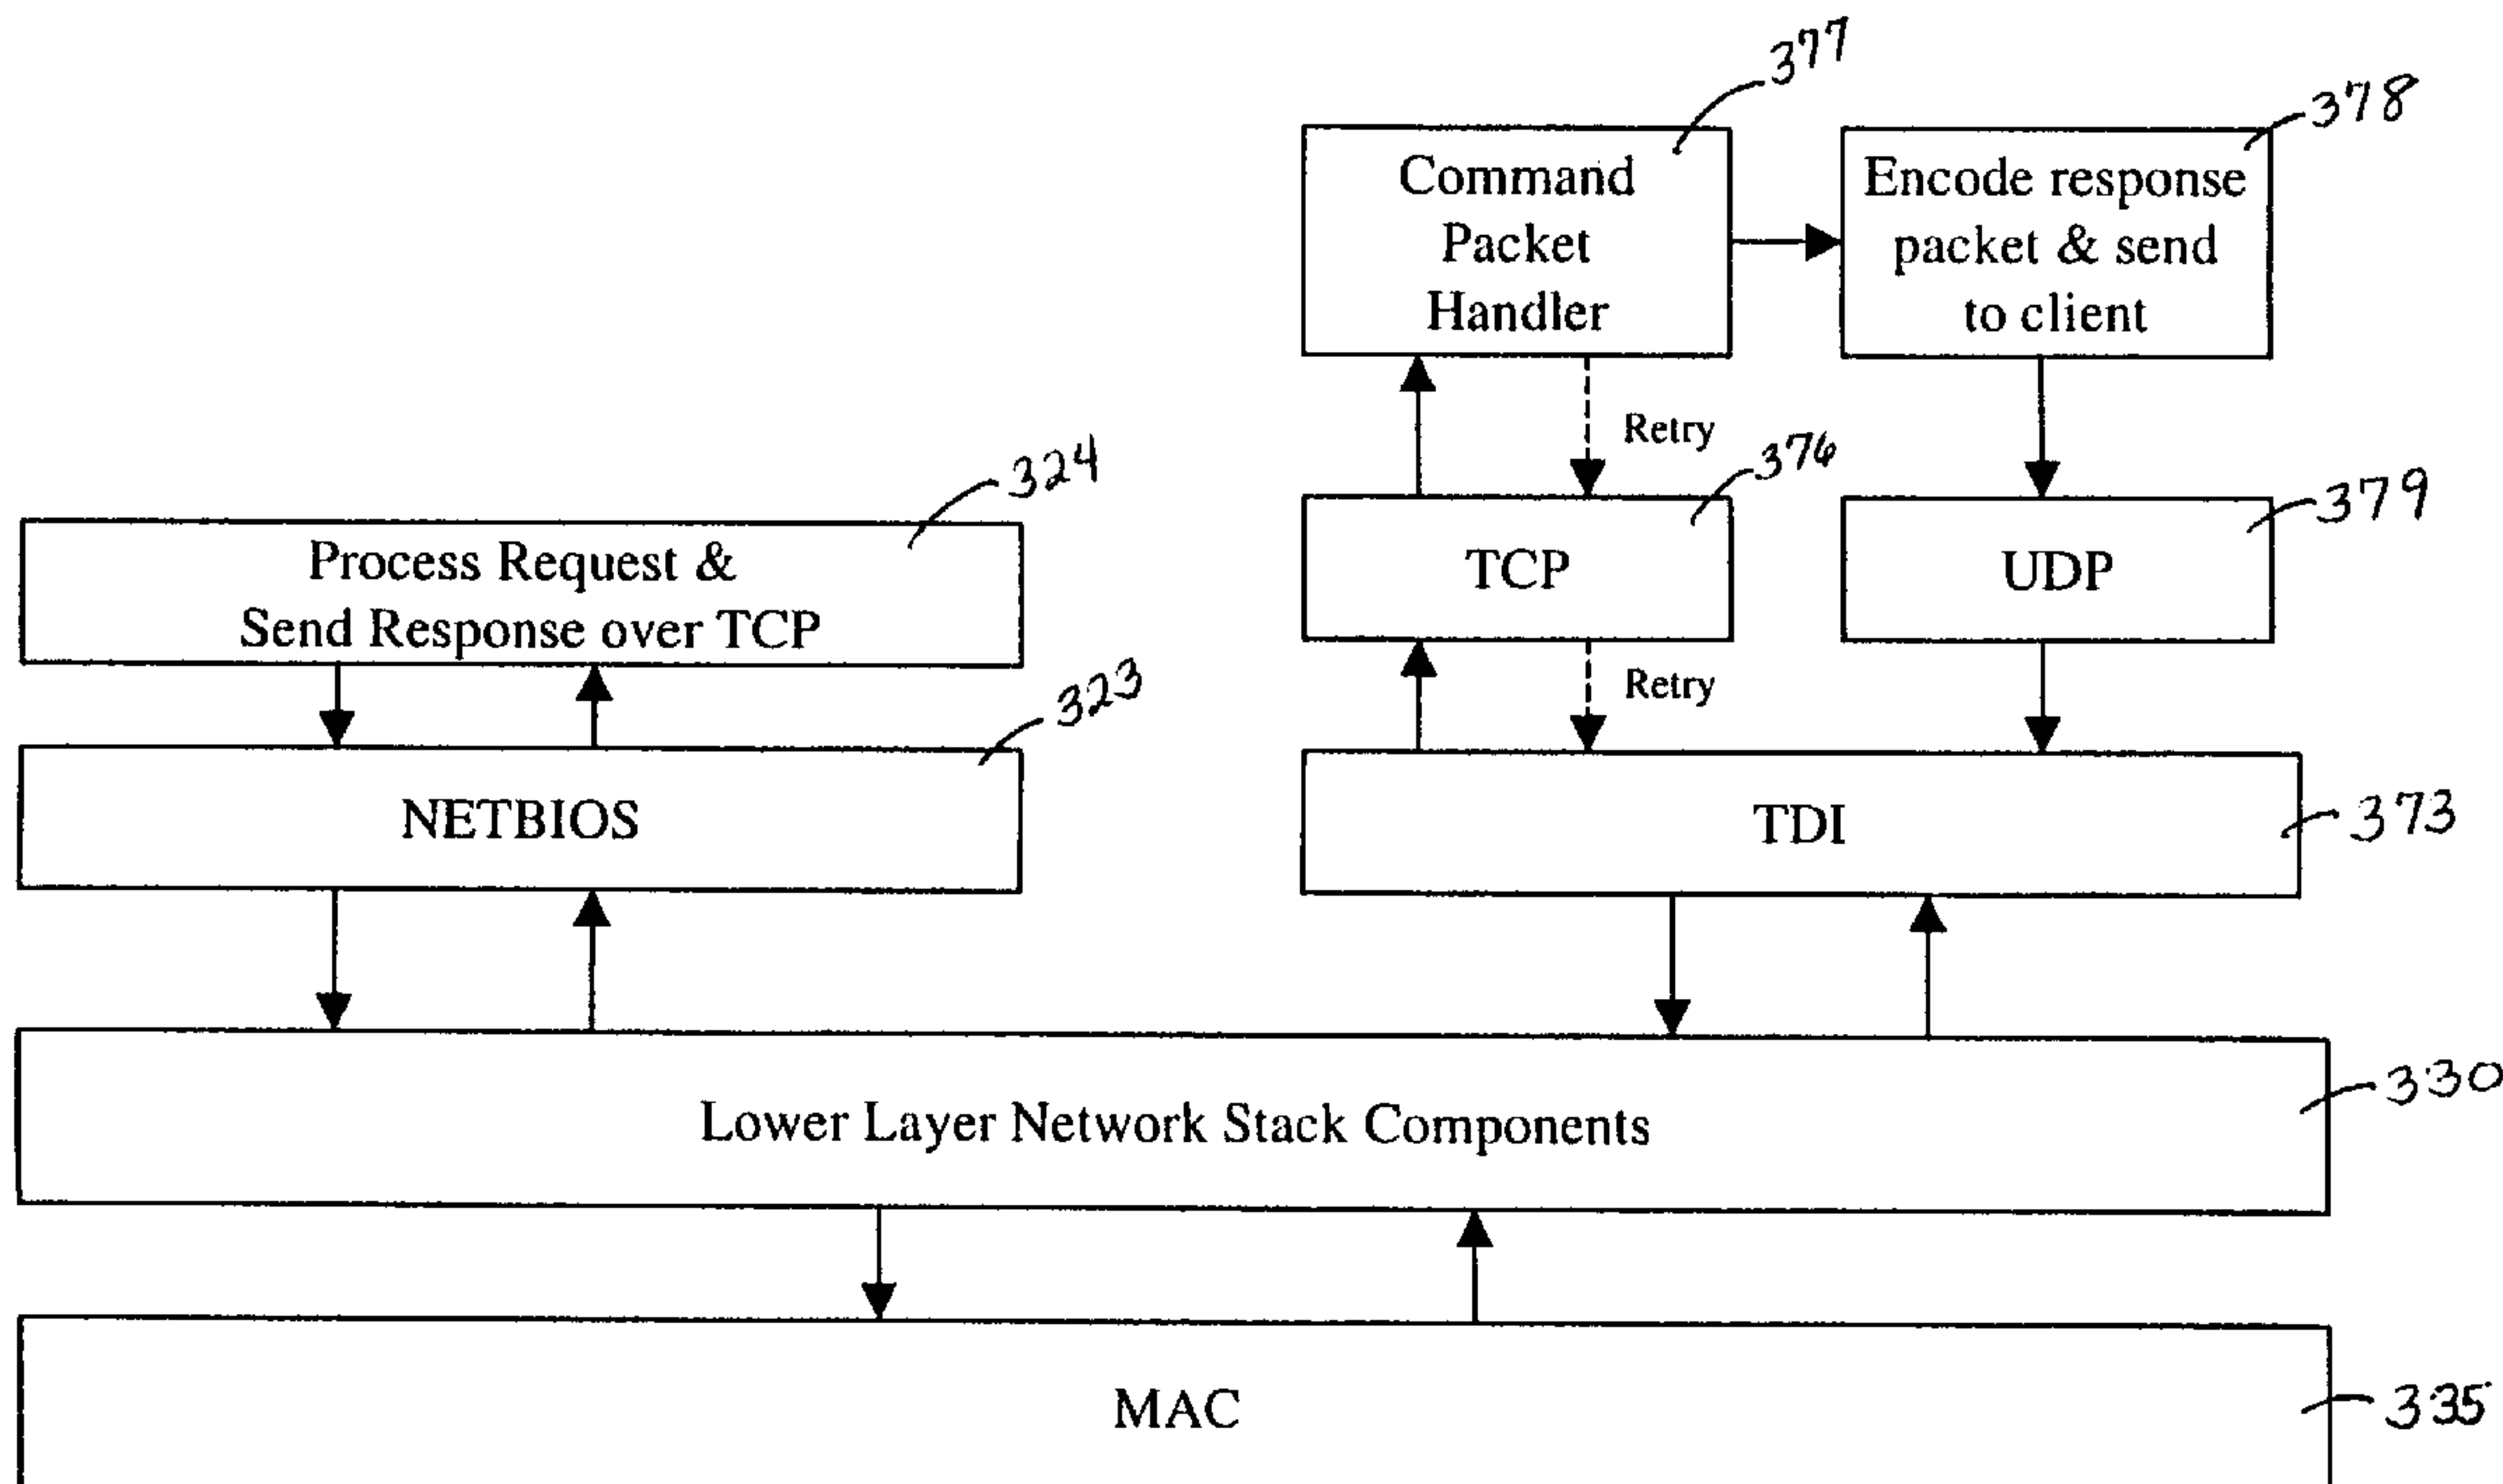 377
378
Command
Packet
Handler
Encode response
packet & send
to client
Retry
324
376
379
Process Request &
Send Response over TCP
TCP
UDP
323
Retry
NETBIOS
TDI
373
Lower Layer Network Stack Components
330
MAC
335